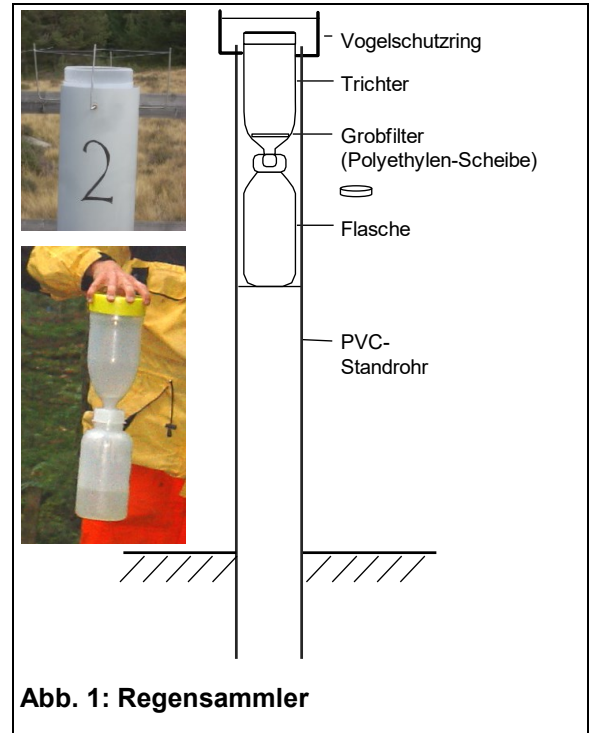 2
Vogelschutzring
Trichter
Grobfilter
(Polyethylen-Scheibe)
Flasche
PVC-
Standrohr
Abb. 1: Regensammler